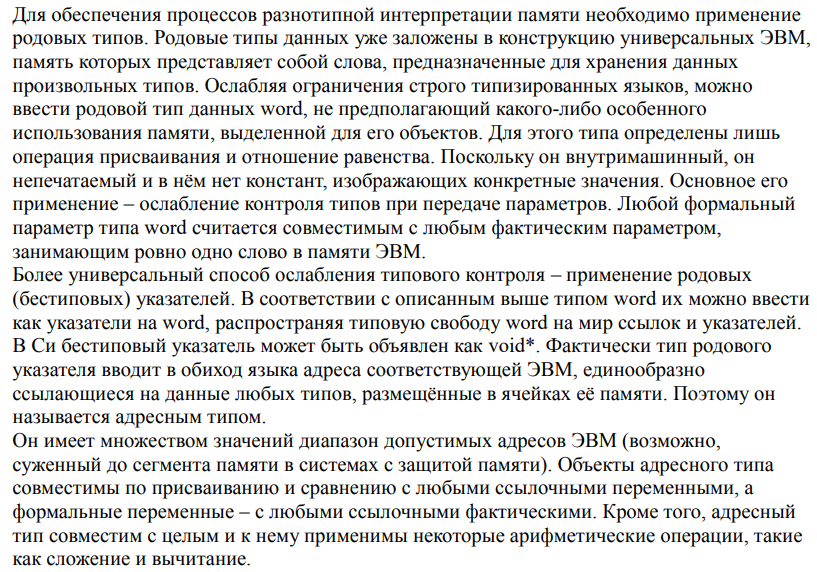 Для обеспечения процессов разнотипной интерпретации памяти необходимо применение
родовых типов. Родовые типы данных уже заложены в конструкцию универсальных ЭВМ,
память которых представляет собой слова, предназначенные для хранения данных
произвольных типов. Ослабляя ограничения строго типизированных языков, можно
ввести родовой тип данных word, не предполагающий какого-либо особенного
использования памяти, выделенной для его объектов. Для этого типа определены лишь
операция присваивания и отношение равенства. Поскольку он внутримашинный, он
непечатаемый и в нём нет констант, изображающих конкретные значения. Основное его
применение – ослабление контроля типов при передаче параметров. Любой формальный
параметр типа word считается совместимым с любым фактическим параметром,
занимающим ровно одно слово в памяти ЭВМ.
Более универсальный способ ослабления типового контроля – применение родовых
(бестиповых) указателей. В соответствии с описанным выше типом word их можно ввести
как указатели на word, распространяя типовую свободу word на мир ссылок и указателей.
В Си бестиповый указатель может быть объявлен как void*. Фактически тип родового
указателя вводит в обиход языка адреса соответствующей ЭВМ, единообразно
ссылающиеся на данные любых типов, размещённые в ячейках её памяти. Поэтому он
называется адресным типом.
Он имеет множеством значений диапазон допустимых адресов ЭВМ (возможно,
суженный до сегмента памяти в системах с защитой памяти). Объекты адресного типа
совместимы по присваиванию и сравнению с любыми ссылочными переменными, а
формальные переменные – с любыми ссылочными фактическими. Кроме того, адресный
тип совместим с целым и к нему применимы некоторые арифметические операции, такие
как сложение и вычитание.